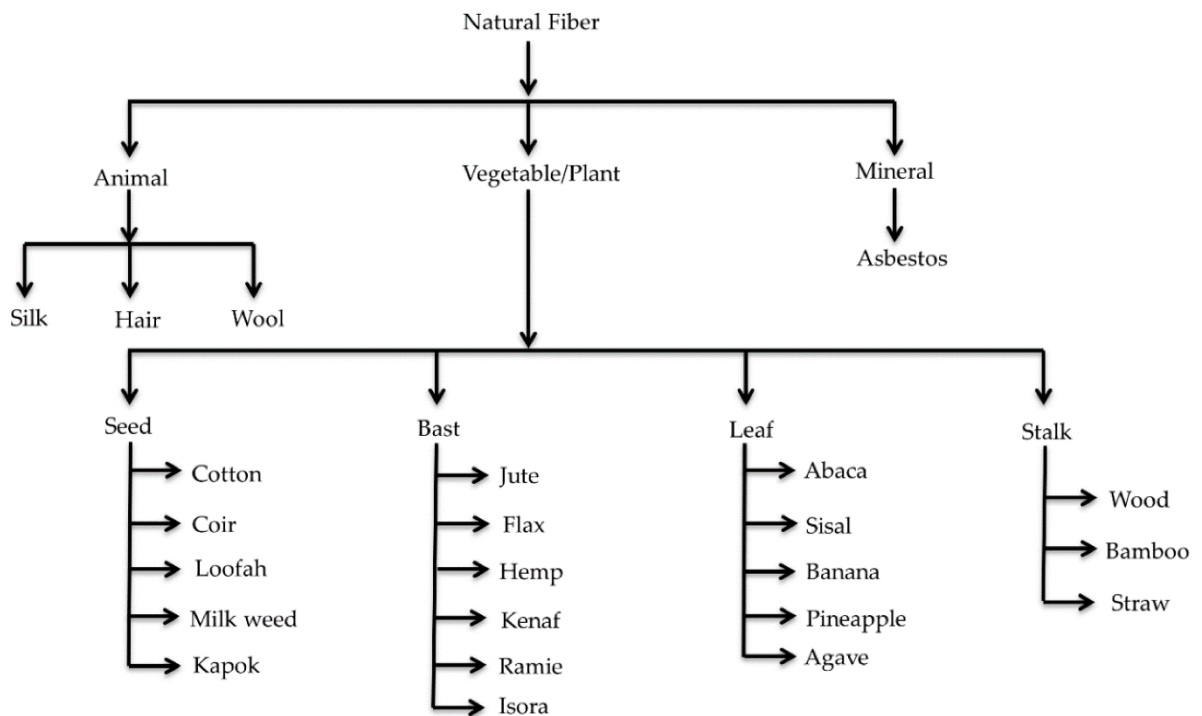 Natural Fiber
Animal
Vegetable/Plant
Mineral
Asbestos
Silk
Hair
Wool
Seed
Cotton
Coir
Loofah
Milk weed
Kapok
Bast
Jute
Flax
Hemp
Kenaf
Ramie
Isora
Leaf
Abaca
Sisal
Banana
Pineapple
Agave
Stalk
Wood
Bamboo
Straw